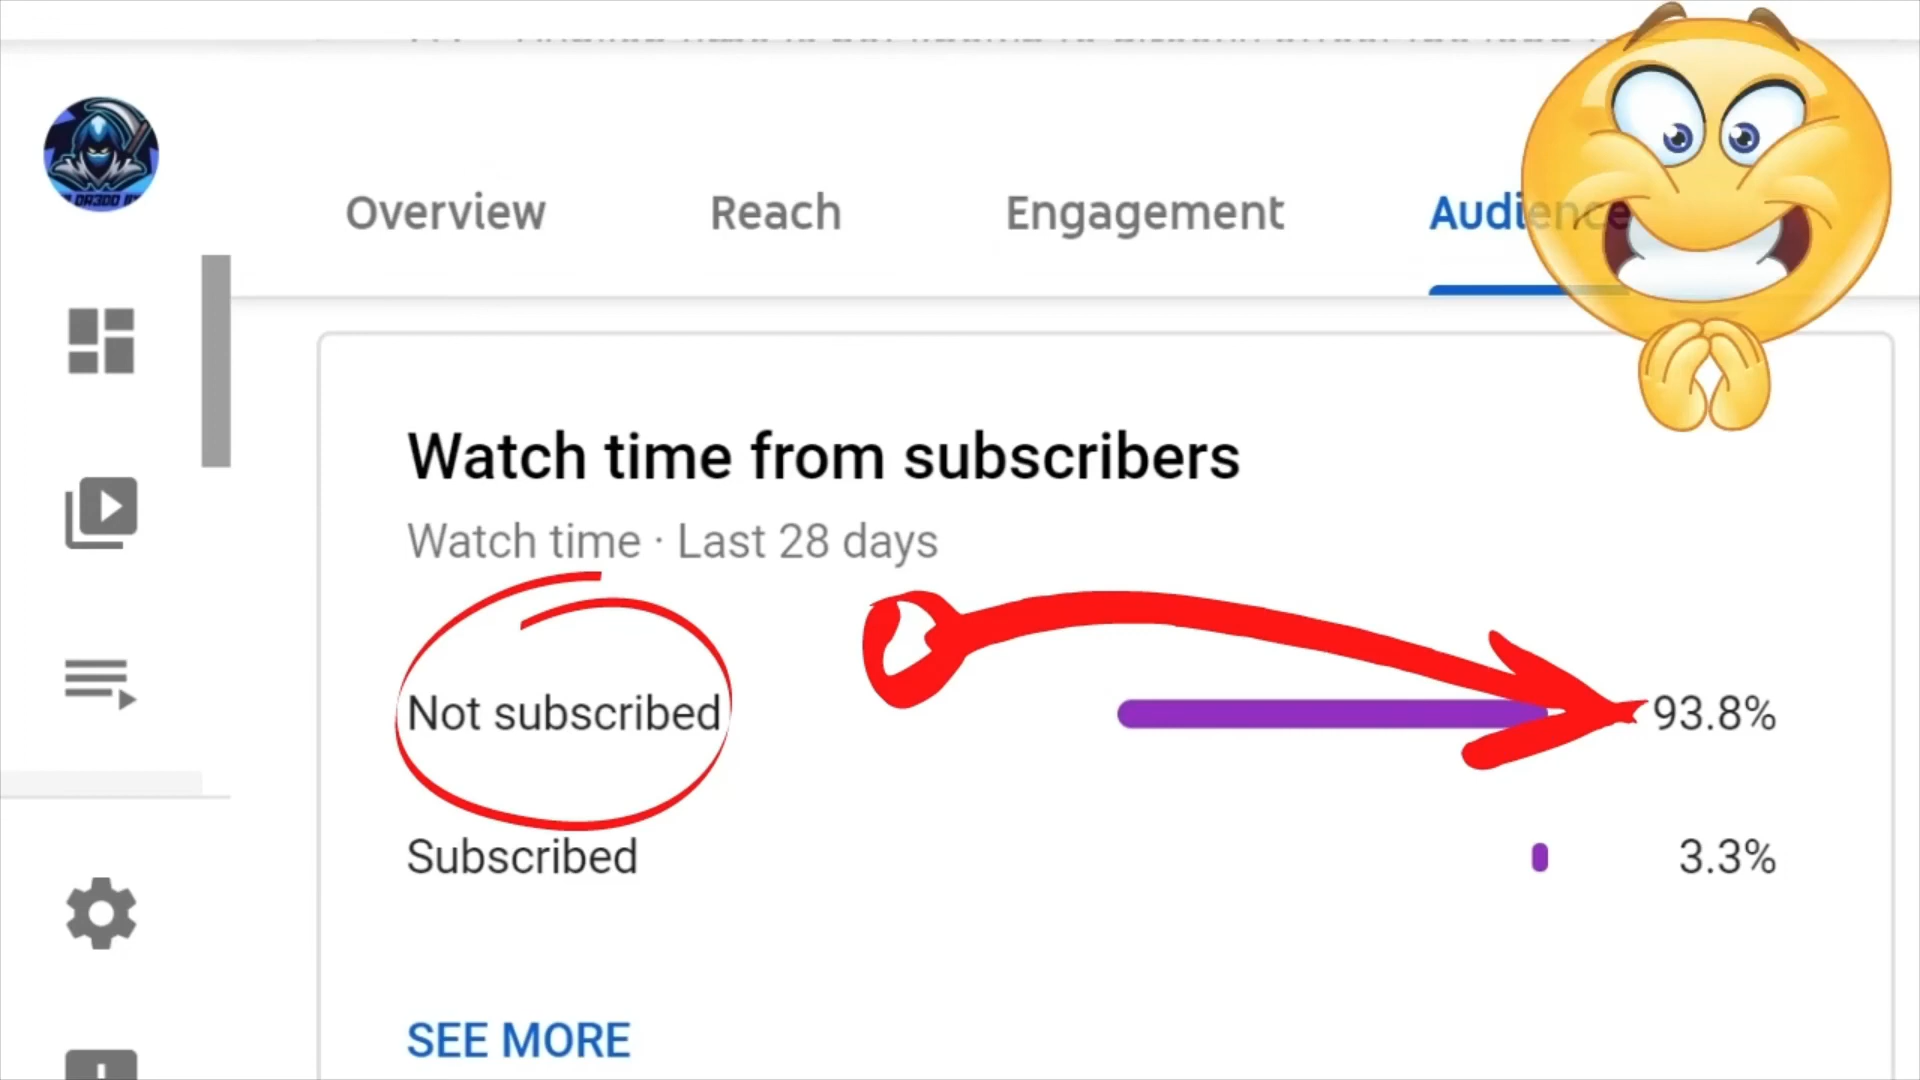 Overview Reach Engagement Audience
Watch time from subscribers
Watch time · Last 28 days
Not subscribed 93.8%
Subscribed 3.3%
SEE MORE